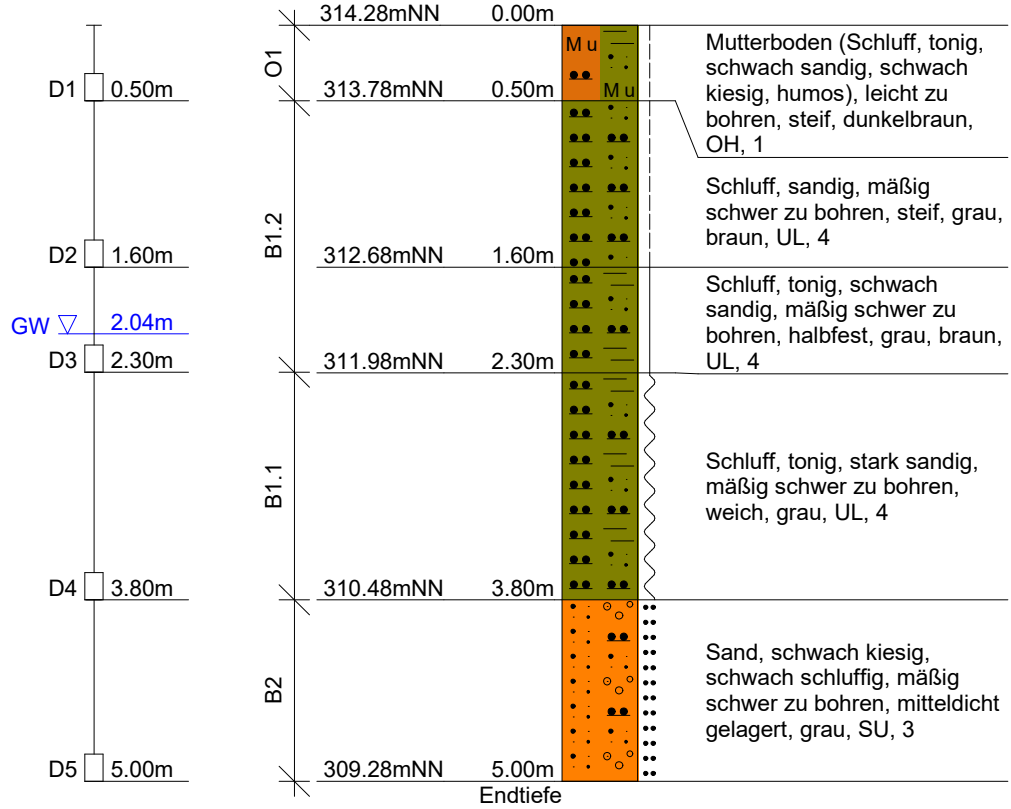 314.28mNN 0.00m
O1
M u
Mutterboden (Schluff, tonig,
schwach sandig, schwach
kiesig, humos), leicht zu
bohren, steif, dunkelbraun,
OH, 1
D1 0.50m
313.78mNN 0.50m
M u
B1.2
Schluff, sandig, mäßig
schwer zu bohren, steif, grau,
braun, UL, 4
D2 1.60m
312.68mNN 1.60m
Schluff, tonig, schwach
sandig, mäßig schwer zu
bohren, halbfest, grau, braun,
UL, 4
GW 2.04m
D3 2.30m
311.98mNN 2.30m
B1.1
Schluff, tonig, stark sandig,
mäßig schwer zu bohren,
weich, grau, UL, 4
D4 3.80m
310.48mNN 3.80m
B2
Sand, schwach kiesig,
schwach schluffig, mäßig
schwer zu bohren, mitteldicht
gelagert, grau, SU, 3
D5 5.00m
309.28mNN 5.00m
Endtiefe